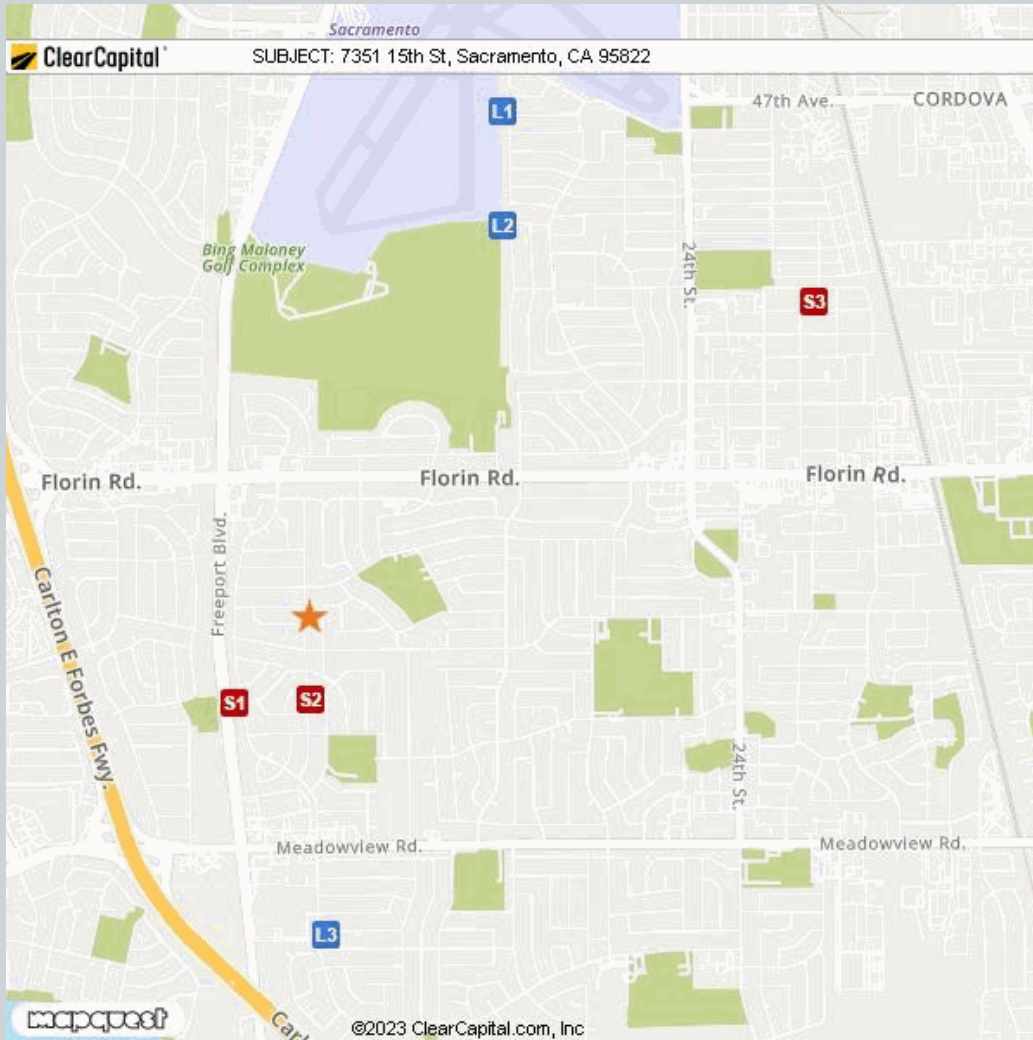 Sacramento
ClearCapital
SUBJECT: 7351 15th St, Sacramento, CA 95822
L1
47th Ave.
CORDOVA
L2
Bing Maloney
Golf Complex
24th St.
S3
Florin Rd.
Florin Rd.
Florin Rd.
Freeport Blvd.
Carlton E Forbes Fwy.
S1
S2
24th St.
Meadowview Rd.
Meadowview Rd.
L3
mapquest
©2023 ClearCapital.com, Inc
Carl